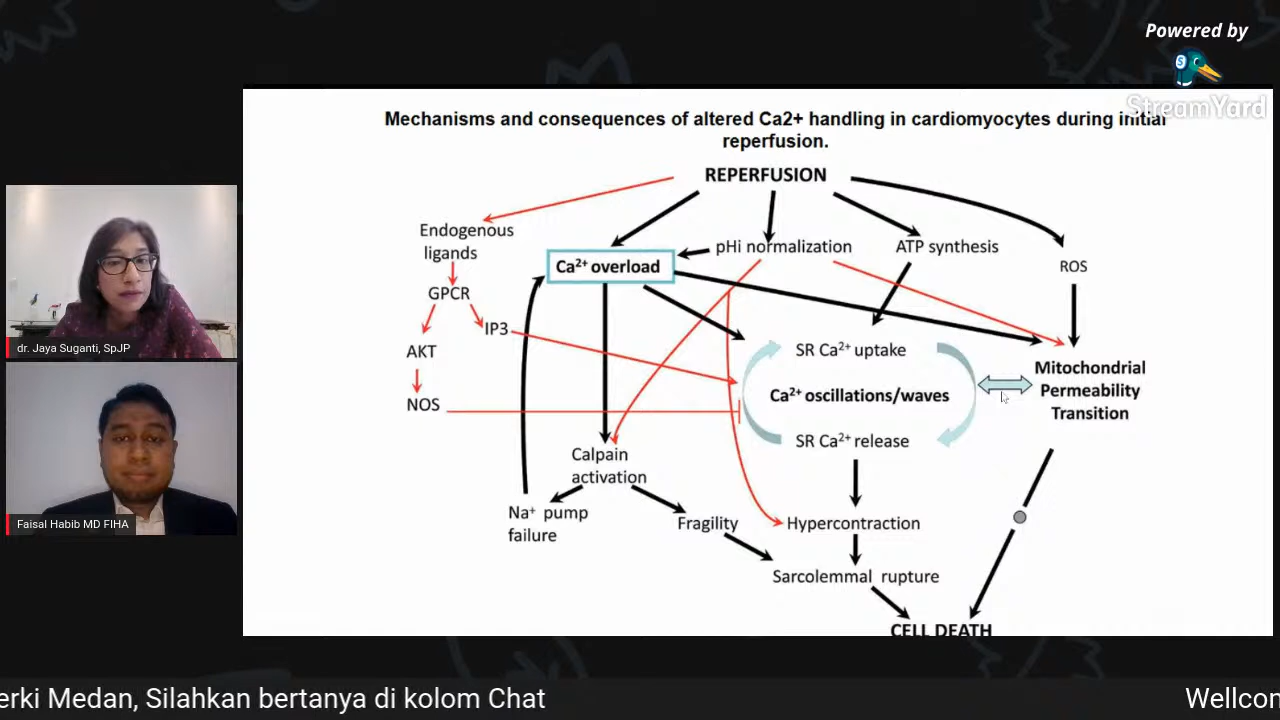 Powered by
StreamYard
Mechanisms and consequences of altered Ca2+ handling in cardiomyocytes during initial
reperfusion.
REPERFUSION
Endogenous
ligands
pHi normalization
ATP synthesis
Ca²⁺ overload
ROS
GPCR
IP3
AKT
SR Ca²⁺ uptake
Mitochondrial
Permeability
Transition
Ca²⁺ oscillations/waves
NOS
SR Ca²⁺ release
Calpain
activation
Na⁺ pump
failure
Fragility
Hypercontraction
Sarcolemmal rupture
CELL DEATH
dr. Jaya Suganti, SpJP
Faisal Habib MD FIHA
erki Medan, Silahkan bertanya di kolom Chat
Wellcon